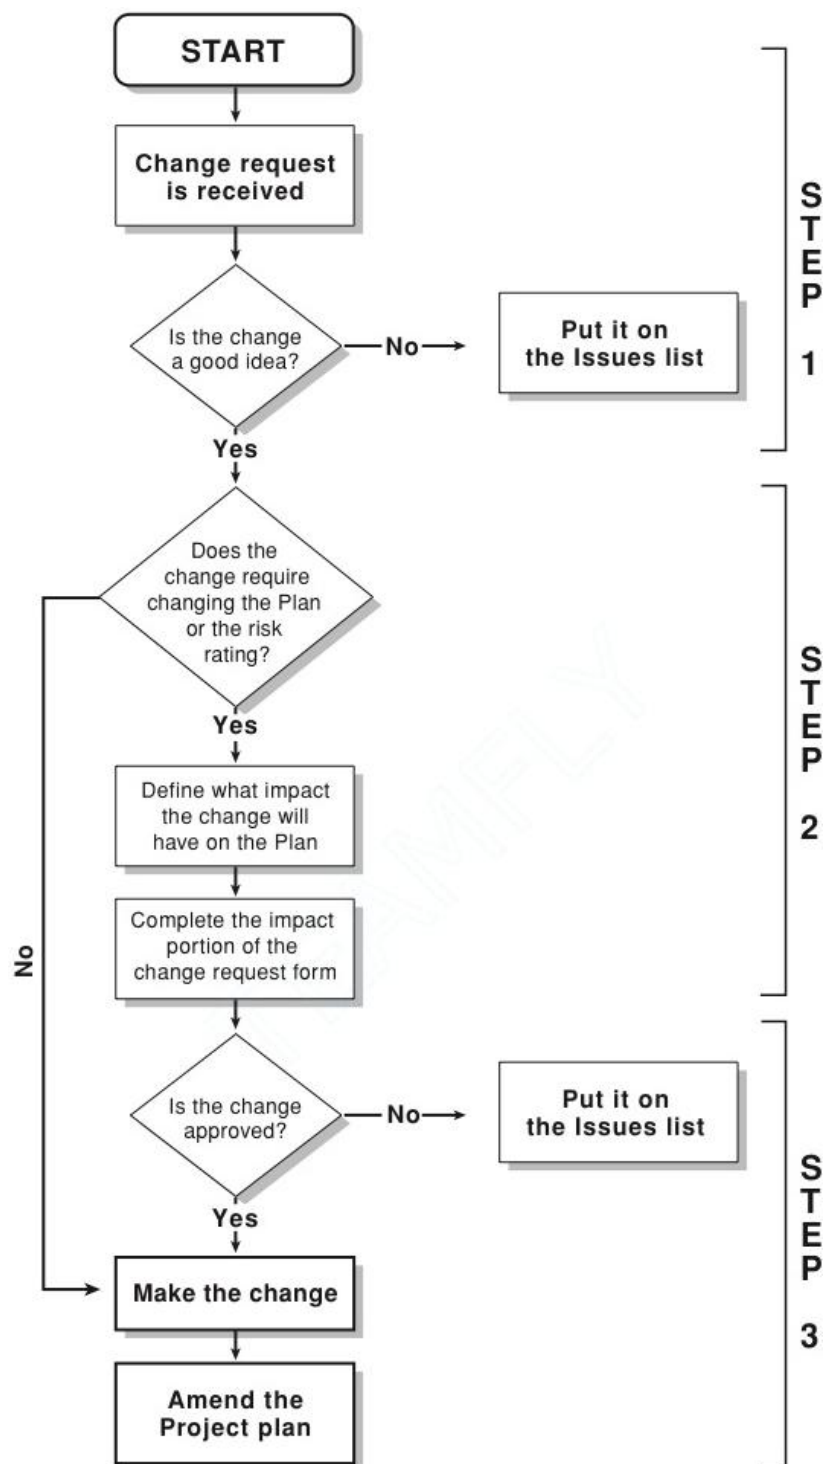 START
Change request
is received
Is the change
a good idea?
No
Put it on
the Issues list
Yes
STEP 1
Does the
change require
changing the Plan
or the risk
rating?
Yes
No
Define what impact
the change will
have on the Plan
Complete the impact
portion of the
change request form
STEP 2
Is the change
approved?
No
Put it on
the Issues list
Yes
Make the change
Amend the
Project plan
STEP 3
TEAMFLY